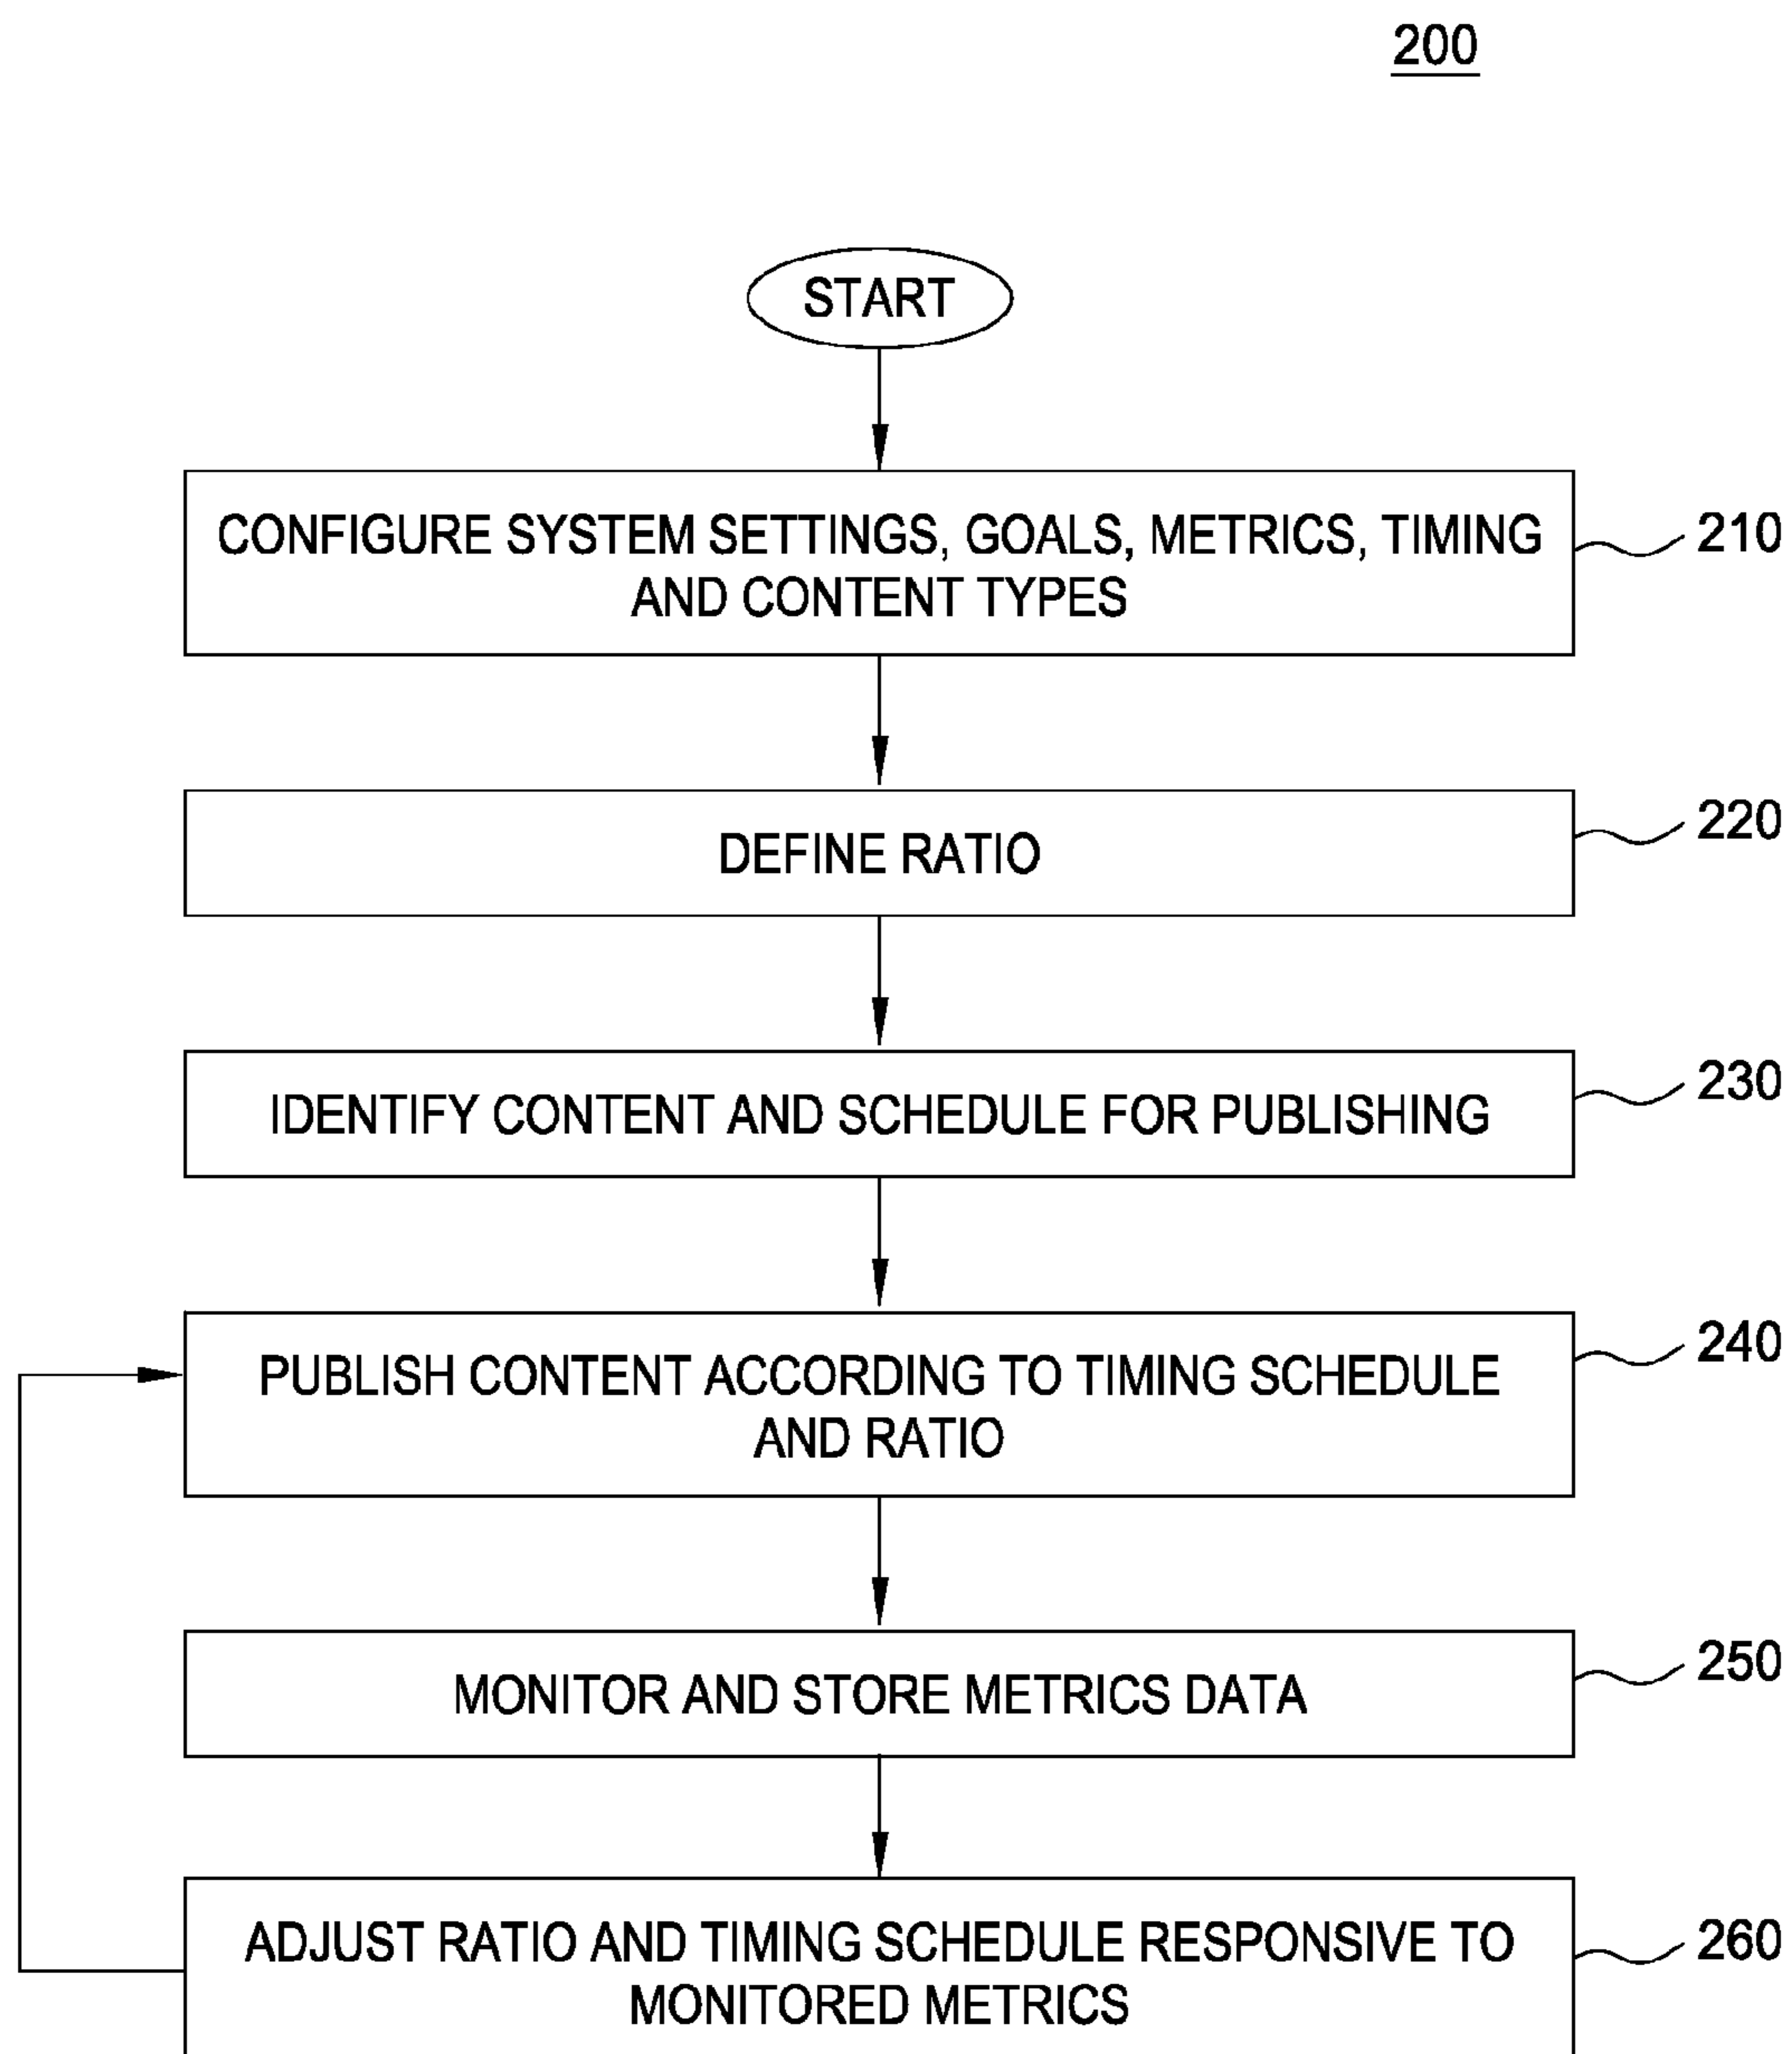 200
START
CONFIGURE SYSTEM SETTINGS, GOALS, METRICS, TIMING
AND CONTENT TYPES
210
DEFINE RATIO
220
IDENTIFY CONTENT AND SCHEDULE FOR PUBLISHING
230
PUBLISH CONTENT ACCORDING TO TIMING SCHEDULE
AND RATIO
240
MONITOR AND STORE METRICS DATA
250
ADJUST RATIO AND TIMING SCHEDULE RESPONSIVE TO
MONITORED METRICS
260